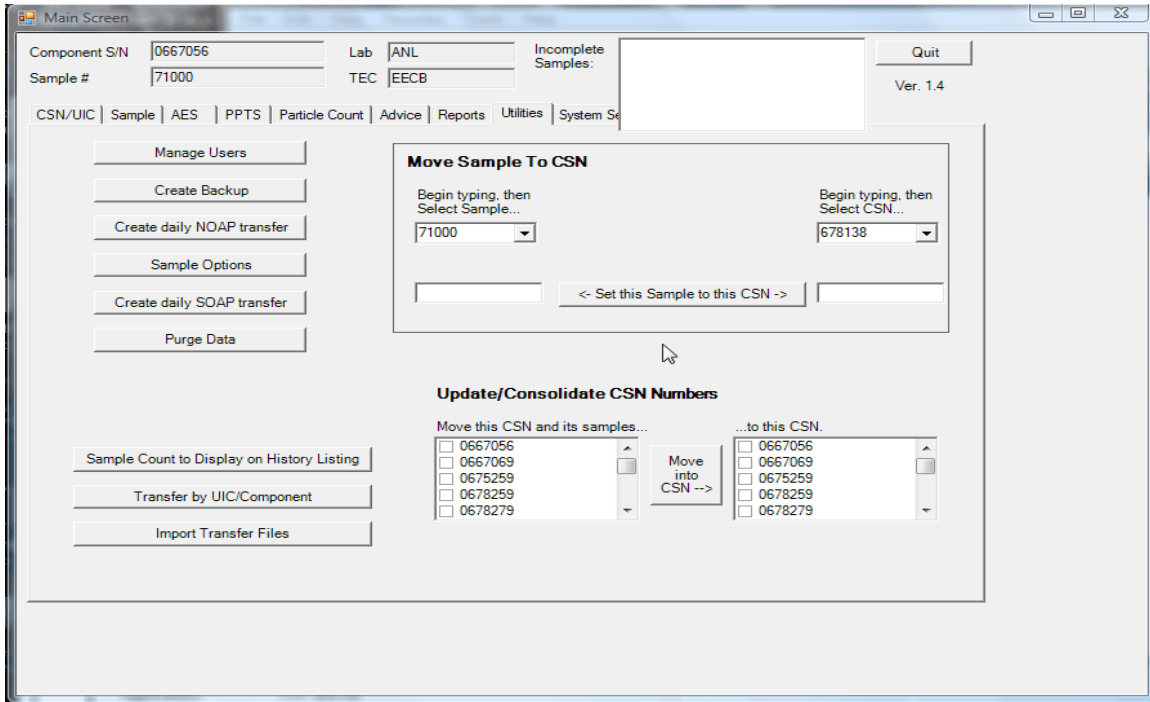 Main Screen
Component S/N 0667056 Lab ANL Incomplete Samples: Quit
Sample # 71000 TEC EECB Ver. 1.4
CSN/UIC Sample AES PPTS Particle Count Advice Reports Utilities System Se
Manage Users
Create Backup
Create daily NOAP transfer
Sample Options
Create daily SOAP transfer
Purge Data
Sample Count to Display on History Listing
Transfer by UIC/Component
Import Transfer Files
Move Sample To CSN
Begin typing, then
Select Sample...
71000
Begin typing, then
Select CSN...
678138
<- Set this Sample to this CSN ->
Update/Consolidate CSN Numbers
Move this CSN and its samples...
0667056
0667069
0675259
0678259
0678279
Move
into
CSN -->
...to this CSN.
0667056
0667069
0675259
0678259
0678279